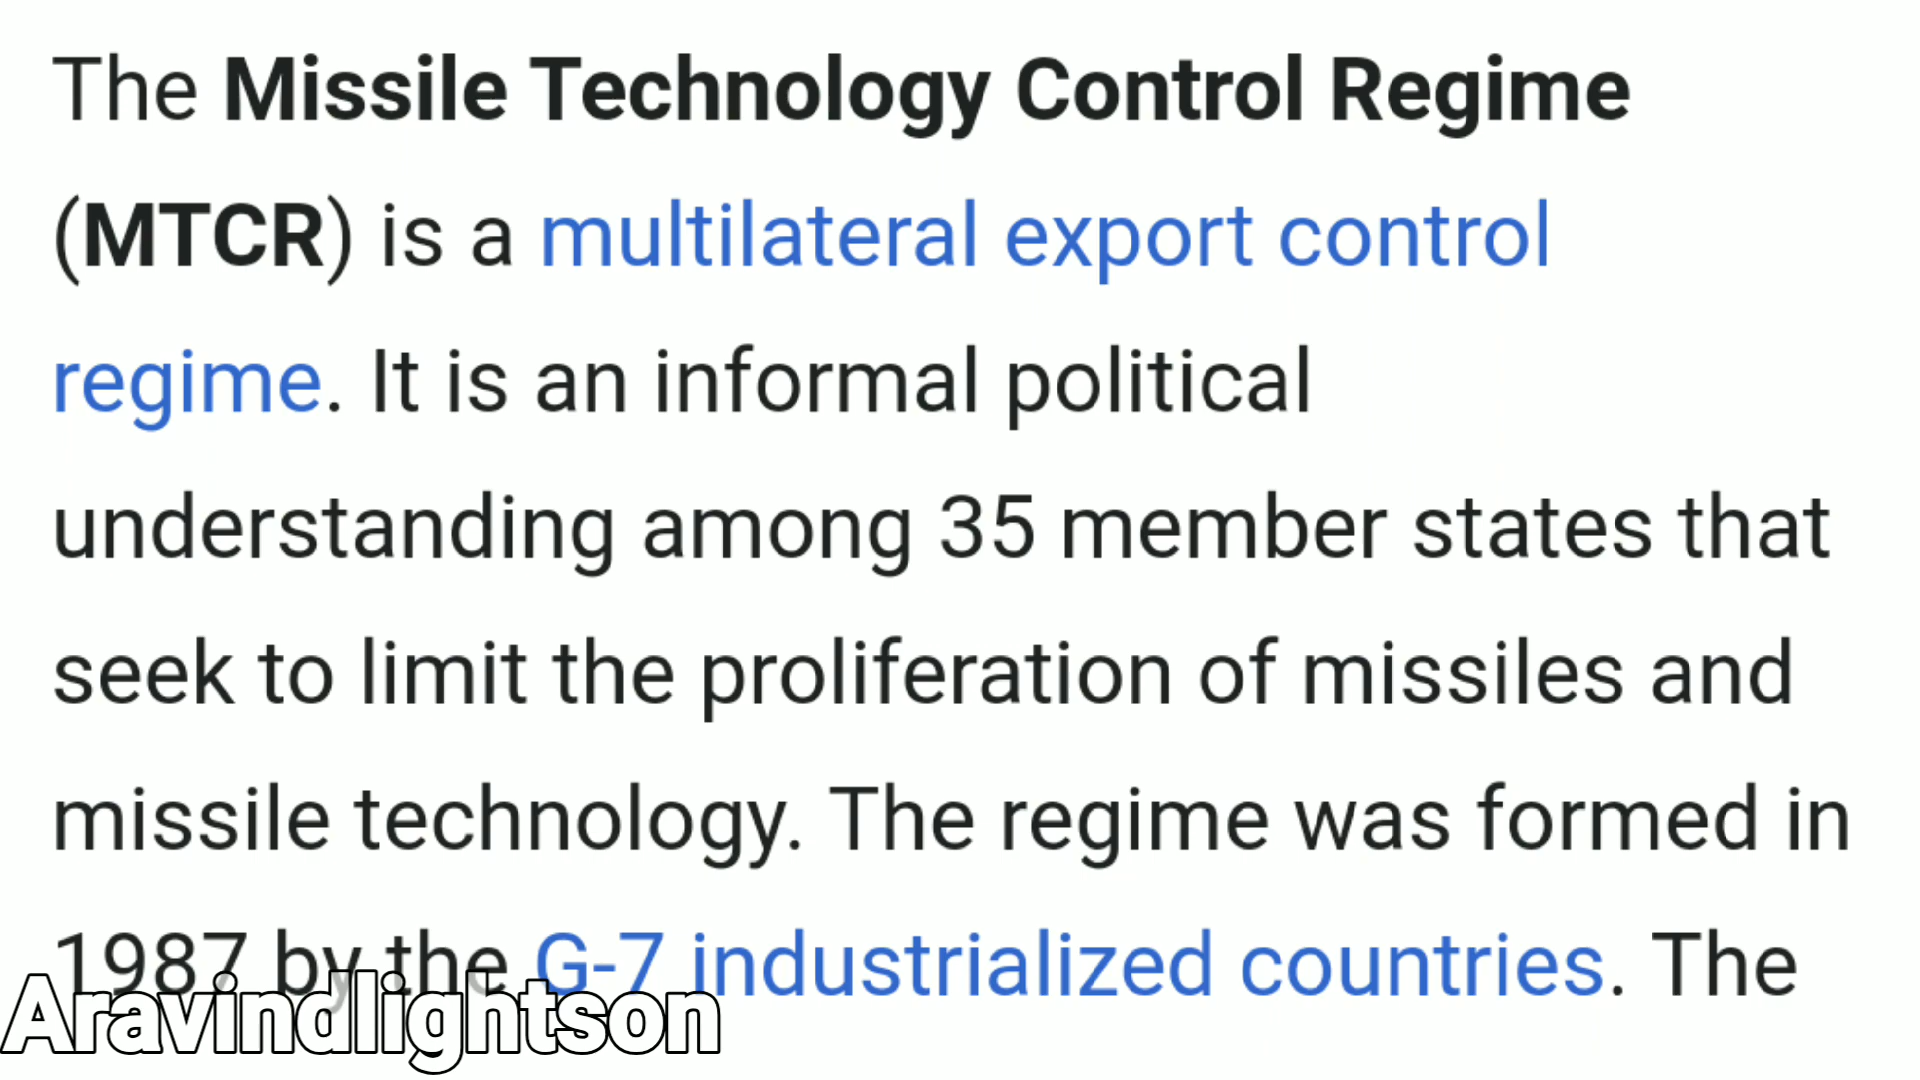 The Missile Technology Control Regime
(MTCR) is a multilateral export control
regime. It is an informal political
understanding among 35 member states that
seek to limit the proliferation of missiles and
missile technology. The regime was formed in
1987 by the G-7 industrialized countries. The
Aravindlightson